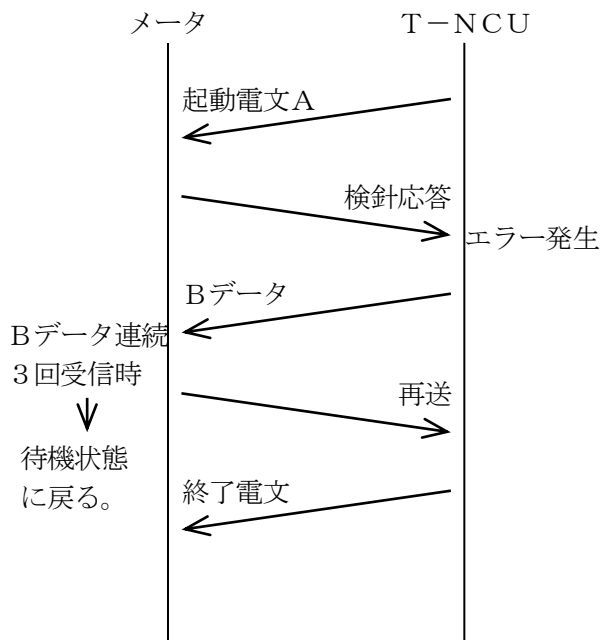 メータ
Ｔ－ＮＣＵ
起動電文Ａ
検針応答
エラー発生
Ｂデータ
Ｂデータ連続
３回受信時
再送
待機状態
に戻る。
終了電文